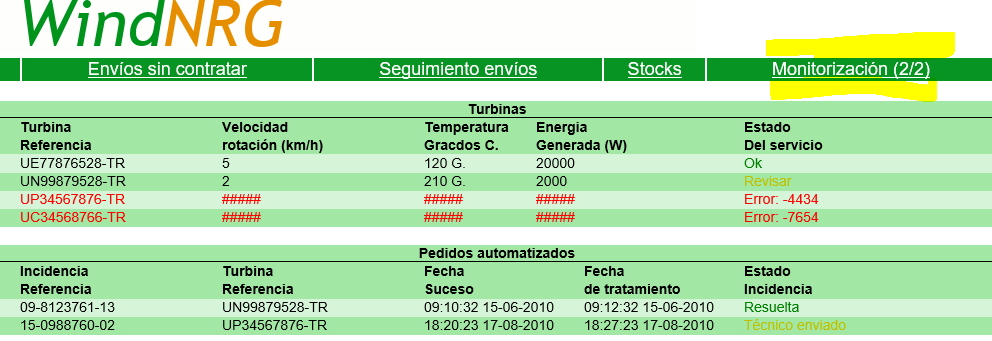 WindNRG
Envíos sin contratar Seguimiento envíos Stocks Monitorización (2/2)
Turbinas
Turbina Velocidad Temperatura Energia Estado
Referencia rotación (km/h) Gracdos C. Generada (W) Del servicio
UE77876528-TR 5 120 G. 20000 Ok
UN99879528-TR 2 210 G. 2000 Revisar
UP34567876-TR ##### ##### ##### Error: -4434
UC34568766-TR ##### ##### ##### Error: -7654
Pedidos automatizados
Incidencia Turbina Fecha Fecha Estado
Referencia Referencia Suceso de tratamiento Incidencia
09-8123761-13 UN99879528-TR 09:10:32 15-06-2010 09:12:32 15-06-2010 Resuelta
15-0988760-02 UP34567876-TR 18:20:23 17-08-2010 18:27:23 17-08-2010 Técnico enviado